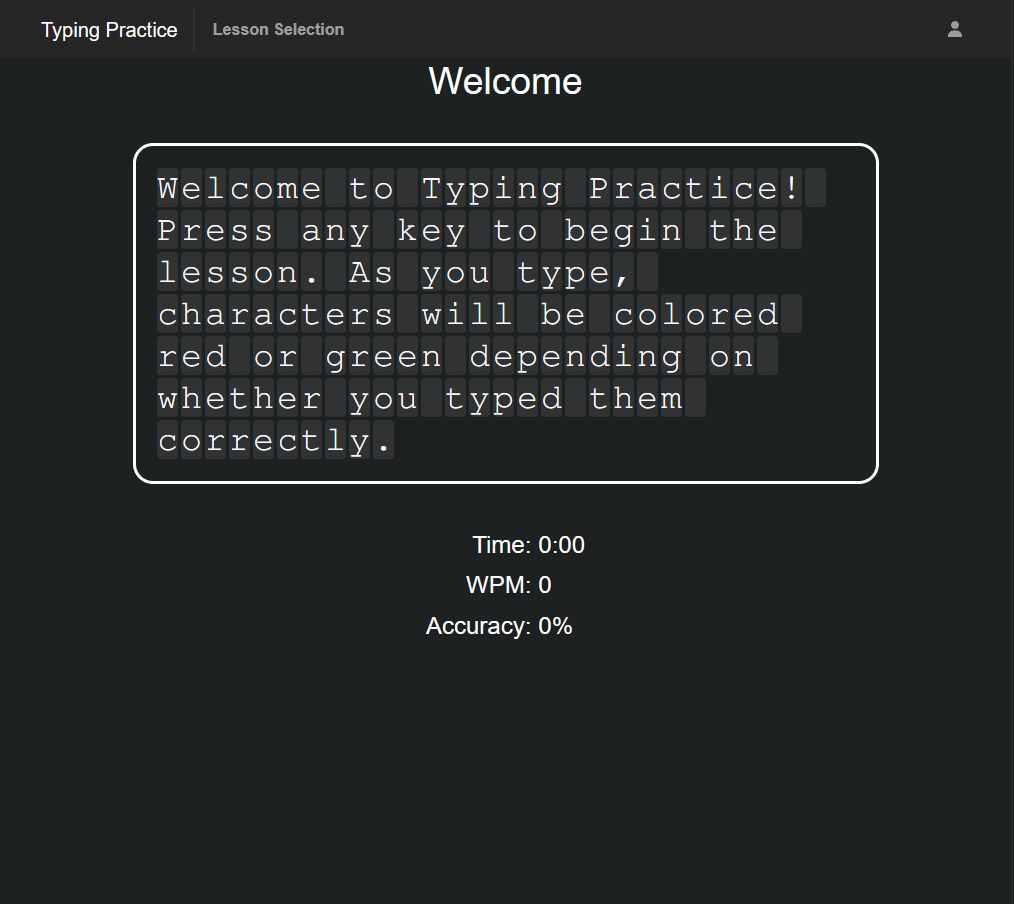 Typing Practice
Lesson Selection
Welcome
Welcome to Typing Practice!
Press any key to begin the
lesson. As you type,
characters will be colored
red or green depending on
whether you typed them
correctly.
Time: 0:00
WPM: 0
Accuracy: 0%